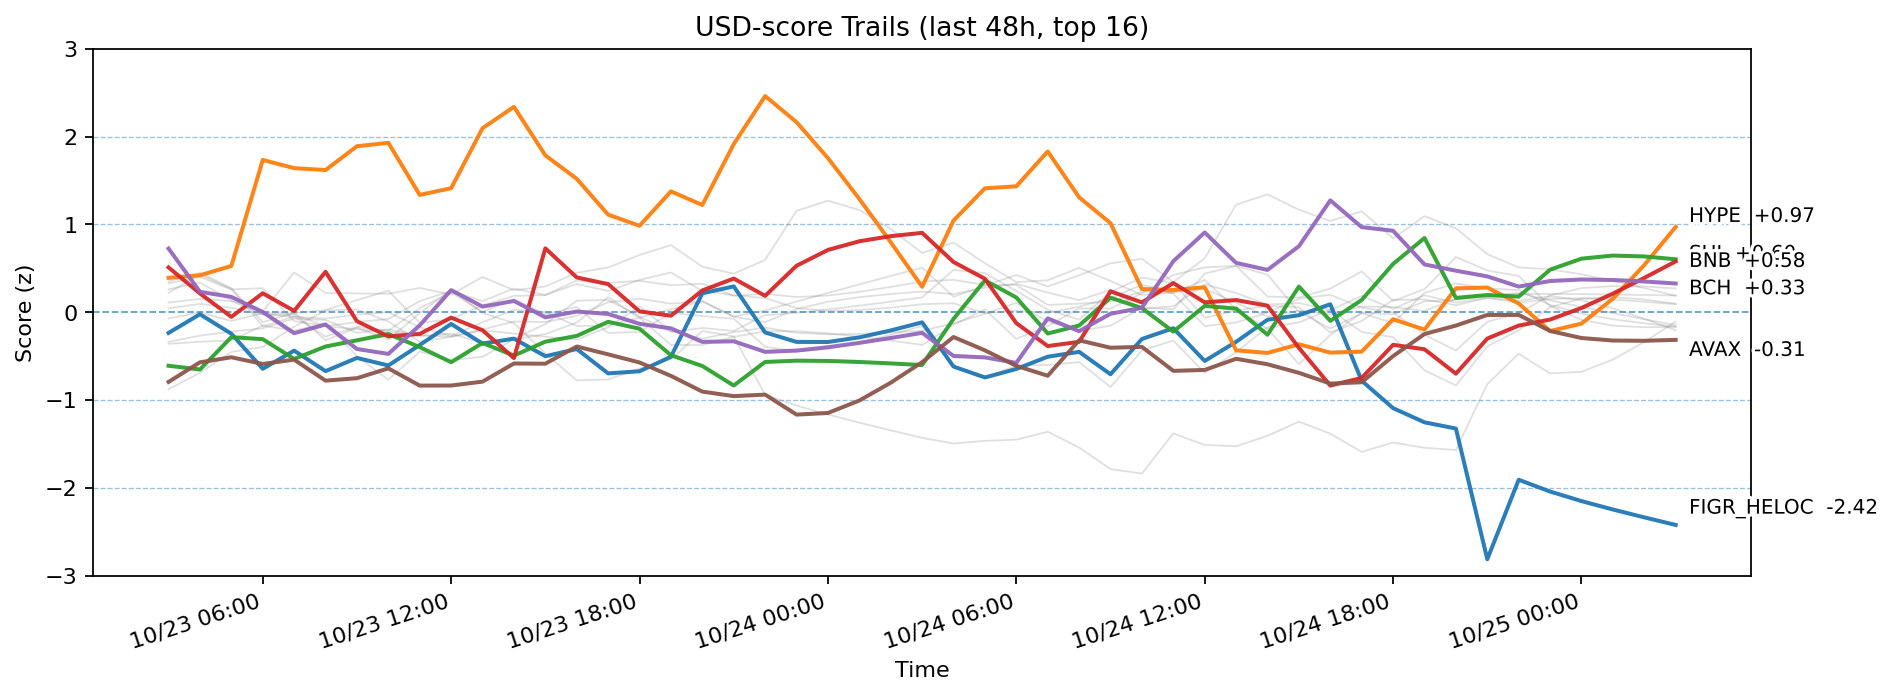 USD-score Trails (last 48h, top 16)
Score (z)
3
2
1
0
−1
−2
−3
HYPE +0.97
BNB +0.58
BCH +0.33
AVAX -0.31
FIGR_HELOC -2.42
10/23 06:00
10/23 12:00
10/23 18:00
10/24 00:00
10/24 06:00
10/24 12:00
10/24 18:00
10/25 00:00
Time